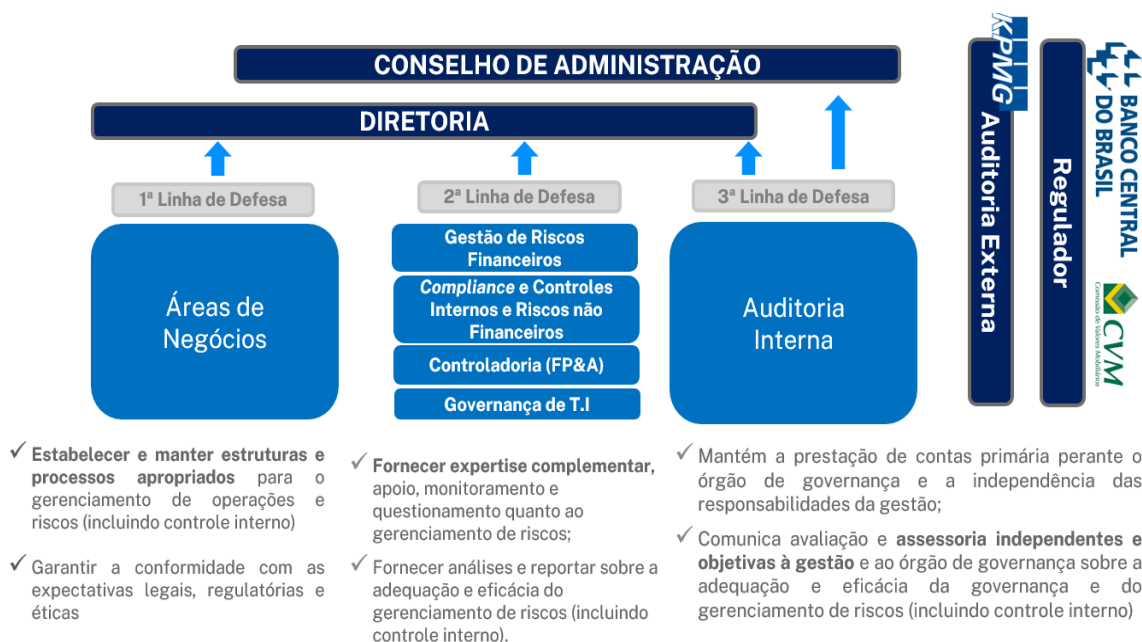 CONSELHO DE ADMINISTRAÇÃO
DIRETORIA
1ª Linha de Defesa
2ª Linha de Defesa
3ª Linha de Defesa
Áreas de
Negócios
Gestão de Riscos
Financeiros
Compliance e Controles
Internos e Riscos não
Financeiros
Controladoria (FP&A)
Governança de T.I
Auditoria
Interna
KPMG
Auditoria Externa
Regulador
BANCO CENTRAL
DO BRASIL
CVM
Comissão de Valores Mobiliários
Estabelecer e manter estruturas e
processos apropriados para o
gerenciamento de operações e
riscos (incluindo controle interno)
Garantir a conformidade com as
expectativas legais, regulatórias e
éticas
Fornecer expertise complementar,
apoio, monitoramento e
questionamento quanto ao
gerenciamento de riscos;
Fornecer análises e reportar sobre a
adequação e eficácia do
gerenciamento de riscos (incluindo
controle interno).
Mantém a prestação de contas primária perante o
órgão de governança e a independência das
responsabilidades da gestão;
Comunica avaliação e assessoria independentes e
objetivas à gestão e ao órgão de governança sobre a
adequação e eficácia da governança e do
gerenciamento de riscos (incluindo controle interno)